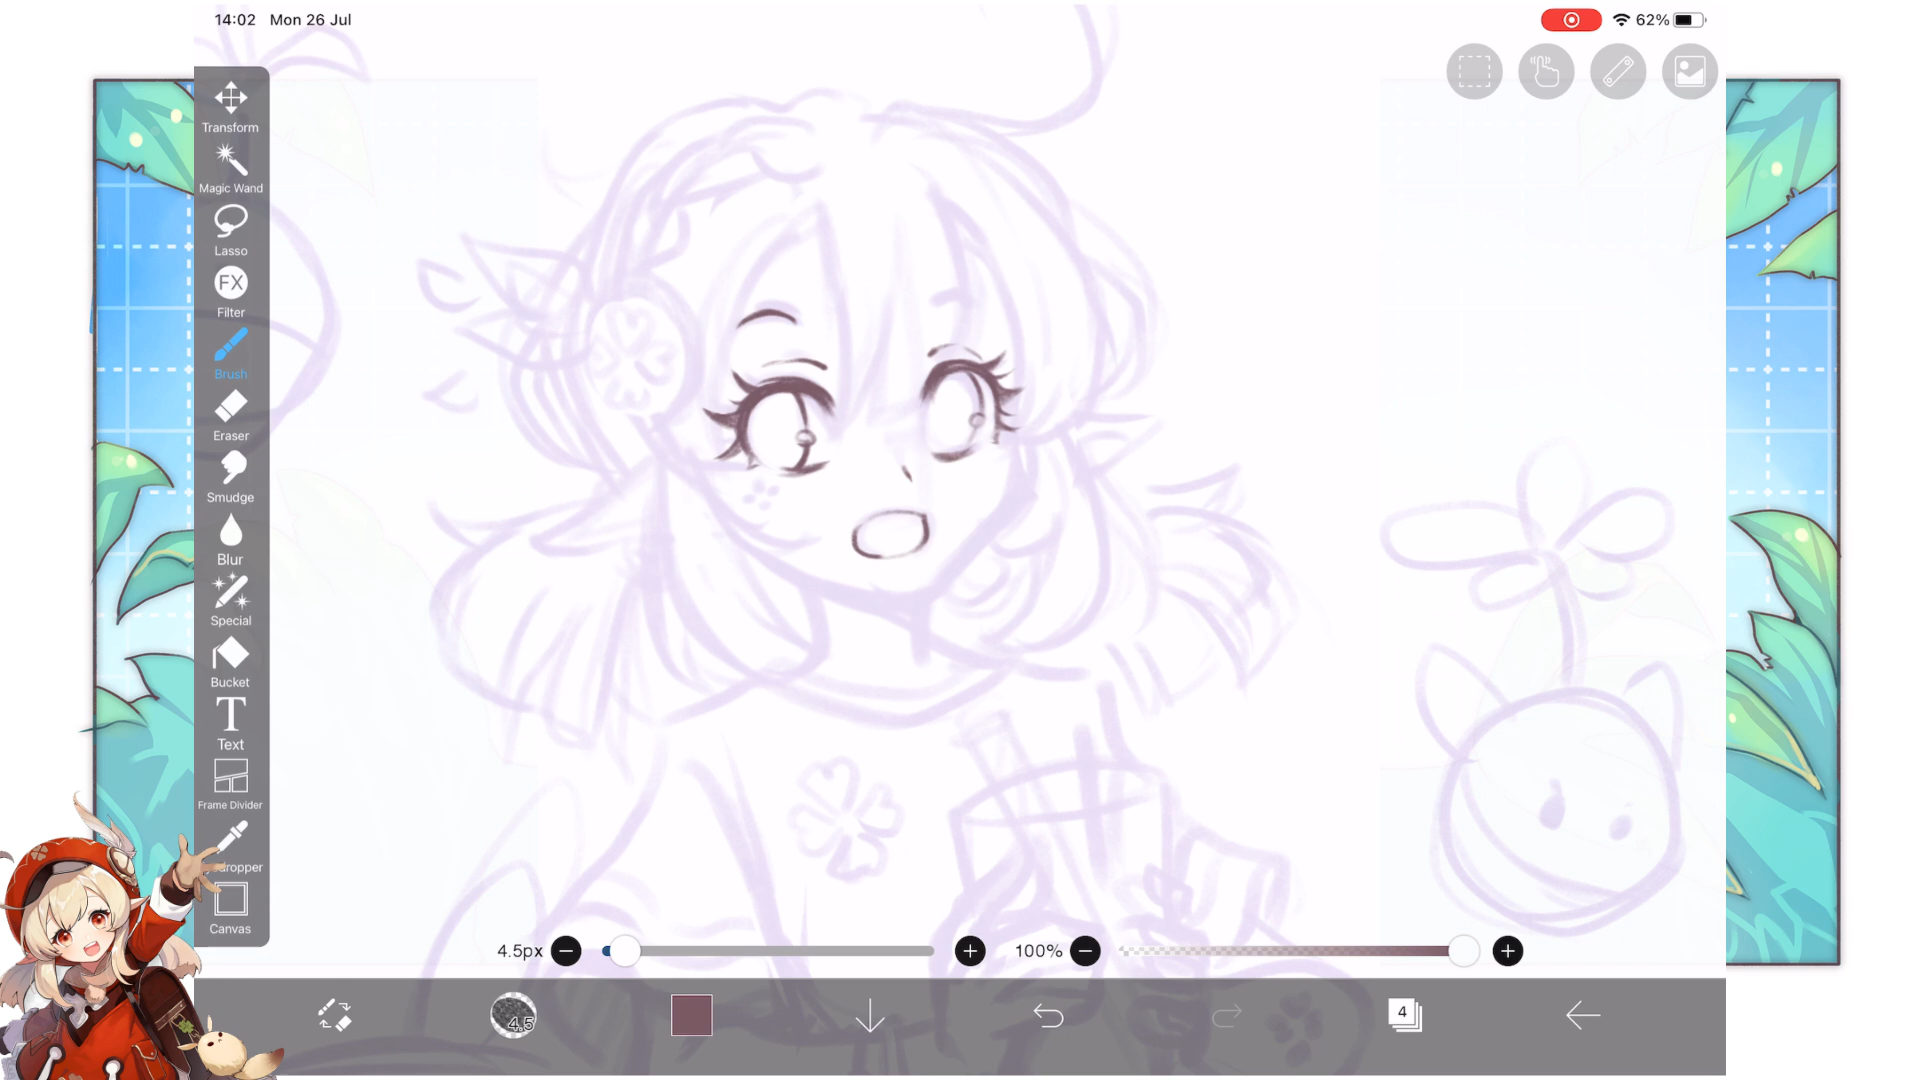 14:02 Mon 26 Jul
62%
Transform
Magic Wand
Lasso
FX
Filter
Brush
Eraser
Smudge
Blur
Special
Bucket
T
Text
Frame Divider
dropper
Canvas
4.5px
100%
4.5
4